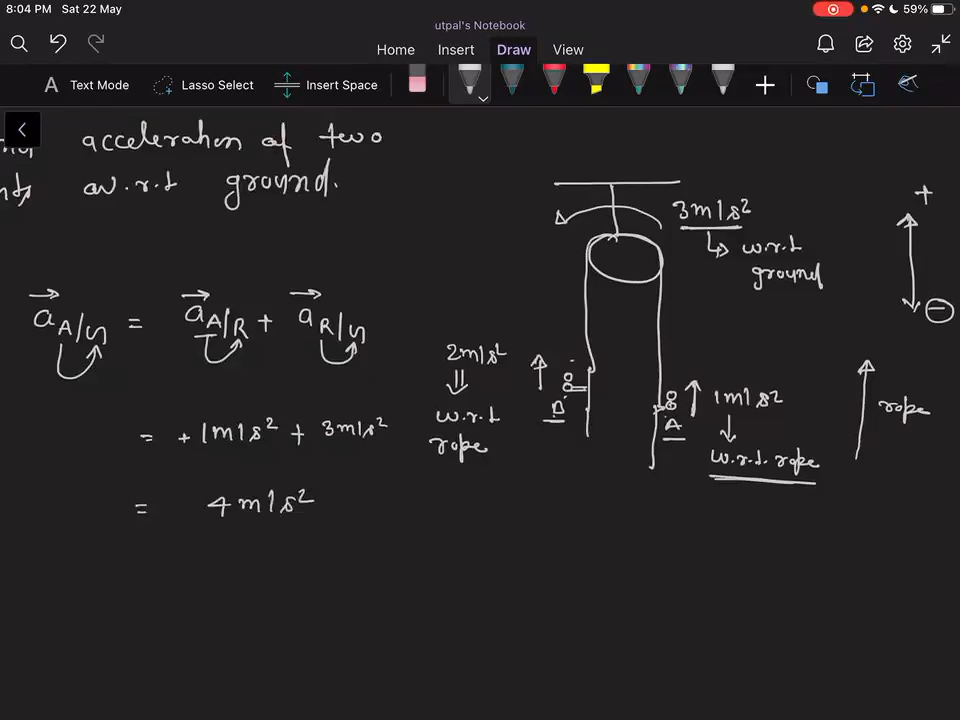 8:04 PM Sat 22 May
59%
utpal's Notebook
Home Insert Draw View
Text Mode
Lasso Select
Insert Space
acceleration of two
w.r.t ground.
3m/s²
w.r.t
ground
+
-
a A/G = a A/R + a R/G
= +1m/s² + 3m/s²
= 4m/s²
2m/s²
w.r.t
rope
B
A
1m/s²
w.r.t. rope
rope